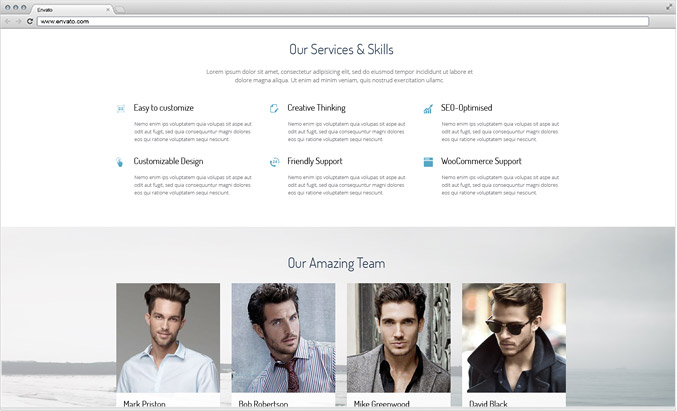 Envato
www.envato.com
Our Services & Skills
Lorem ipsum dolor sit amet, consectetur adipisicing elit, sed do eiusmod tempor incididunt ut labore et
dolore magna aliqua. Ut enim ad minim veniam, quis nostrud exercitation ullamc.
Easy to customize
Nemo enim ips voluptatem quia volupas sit aspe aut
odit aut fugit, sed quia consequuntur magni dolores
eos qui ratione voluptatem sequi nesciunt.
Creative Thinking
Nemo enim ips voluptatem quia volupas sit aspe aut
odit aut fugit, sed quia consequuntur magni dolores
eos qui ratione voluptatem sequi nesciunt.
SEO-Optimised
Nemo enim ips voluptatem quia volupas sit aspe aut
odit aut fugit, sed quia consequuntur magni dolores
eos qui ratione voluptatem sequi nesciunt.
Customizable Design
Nemo enim ips voluptatem quia volupas sit aspe aut
odit aut fugit, sed quia consequuntur magni dolores
eos qui ratione voluptatem sequi nesciunt.
Friendly Support
Nemo enim ips voluptatem quia volupas sit aspe aut
odit aut fugit, sed quia consequuntur magni dolores
eos qui ratione voluptatem sequi nesciunt.
WooCommerce Support
Nemo enim ips voluptatem quia volupas sit aspe aut
odit aut fugit, sed quia consequuntur magni dolores
eos qui ratione voluptatem sequi nesciunt.
Our Amazing Team
Mark Priston
Bob Robertson
Mike Greenwood
David Black